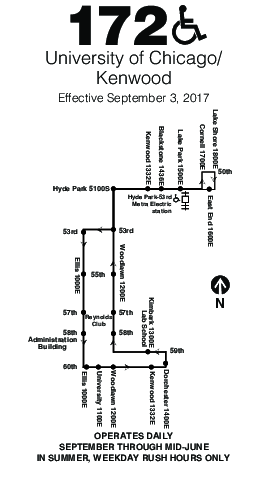 172
University of Chicago/
Kenwood
Effective September 3, 2017
Lake Shore 1800E
Cornell 1700E
Lake Park 1500E
Blackstone 1436E
Kenwood 1332E
50th
Hyde Park 5100S
Hyde Park-53rd
Metra Electric
station
East End 1660E
53rd
53rd
Ellis 1000E
Woodlawn 1200E
55th
N
57th
57th
Reynolds
Club
Kimbark 1300E
Lab School
58th
58th
Administration
Building
59th
60th
Ellis 1000E
University 1100E
Woodlawn 1200E
Kenwood 1332E
Dorchester 1400E
OPERATES DAILY
SEPTEMBER THROUGH MID-JUNE
IN SUMMER, WEEKDAY RUSH HOURS ONLY